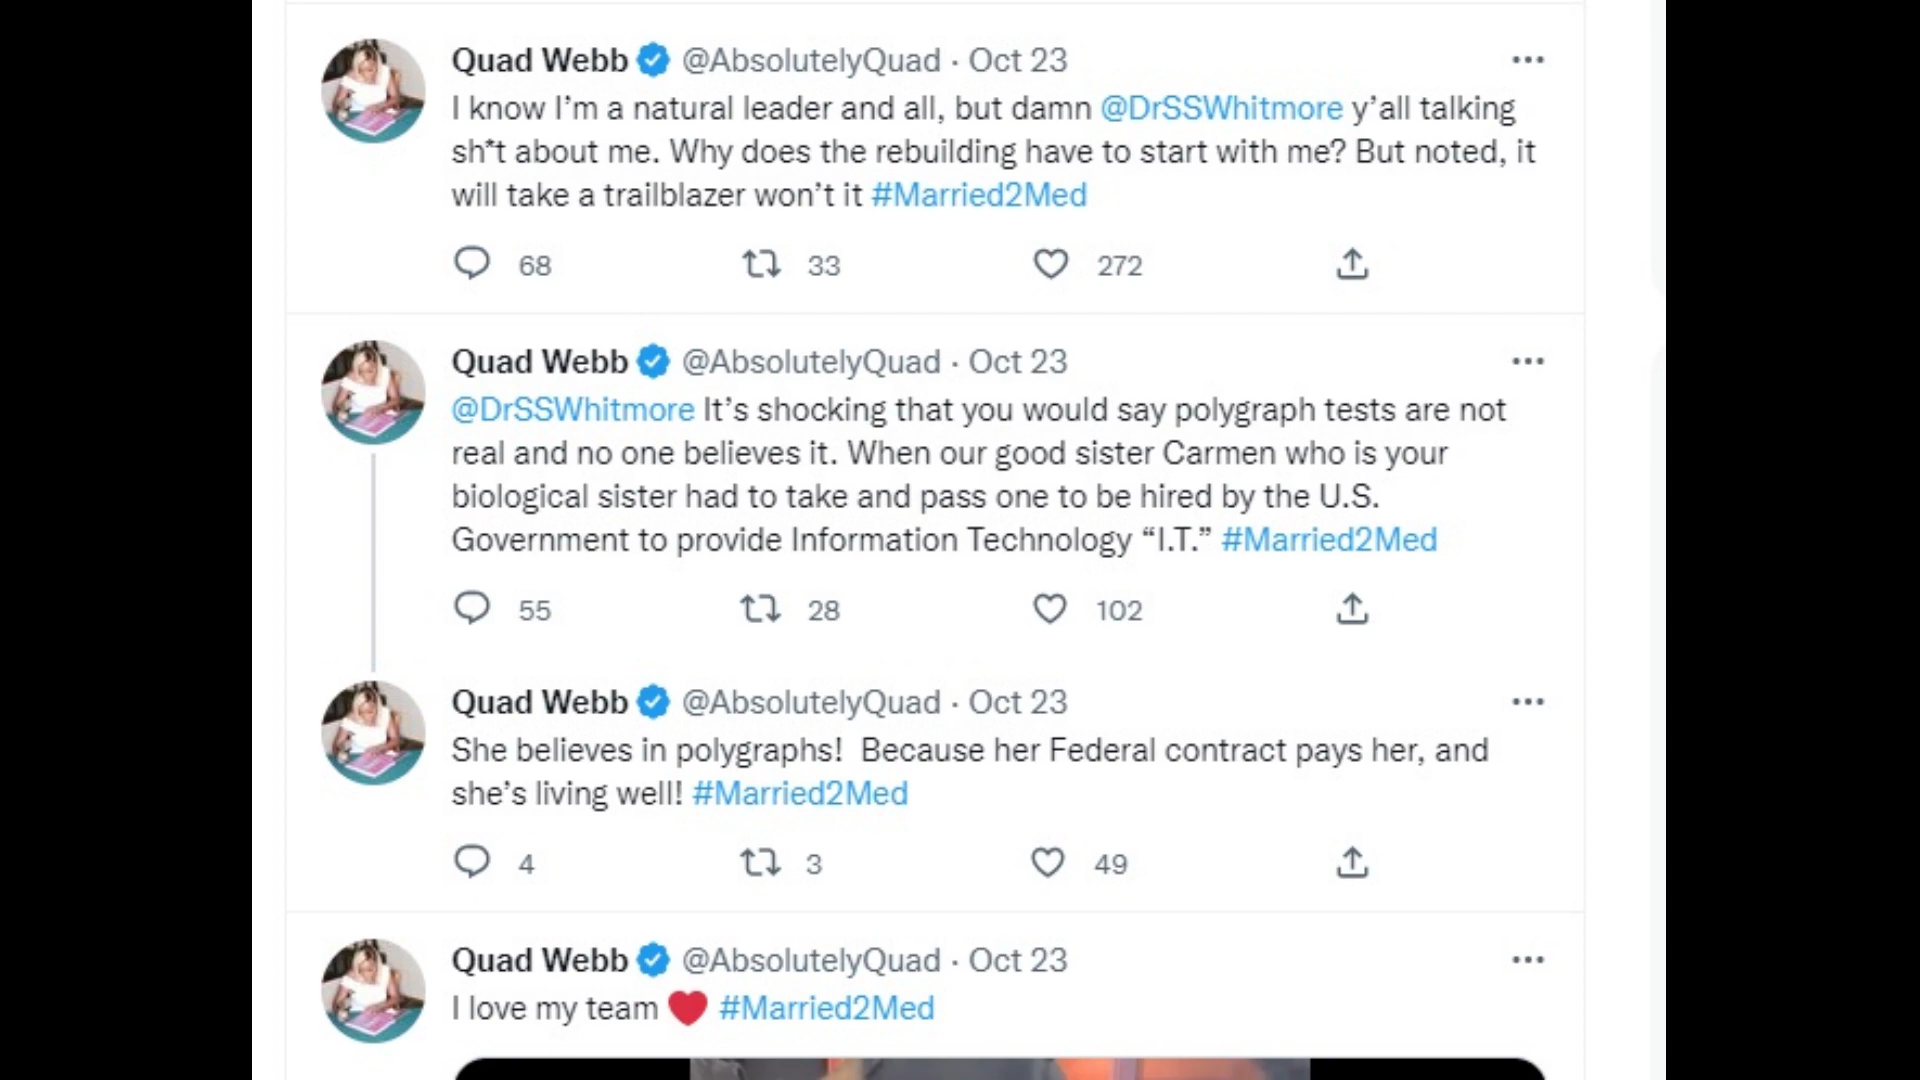 Quad Webb @AbsolutelyQuad · Oct 23
I know I’m a natural leader and all, but damn @DrSSWhitmore y’all talking
sh*t about me. Why does the rebuilding have to start with me? But noted, it
will take a trailblazer won’t it #Married2Med
68 33 272
Quad Webb @AbsolutelyQuad · Oct 23
@DrSSWhitmore It’s shocking that you would say polygraph tests are not
real and no one believes it. When our good sister Carmen who is your
biological sister had to take and pass one to be hired by the U.S.
Government to provide Information Technology “I.T.” #Married2Med
55 28 102
Quad Webb @AbsolutelyQuad · Oct 23
She believes in polygraphs!  Because her Federal contract pays her, and
she’s living well! #Married2Med
4 3 49
Quad Webb @AbsolutelyQuad · Oct 23
I love my team ❤️ #Married2Med